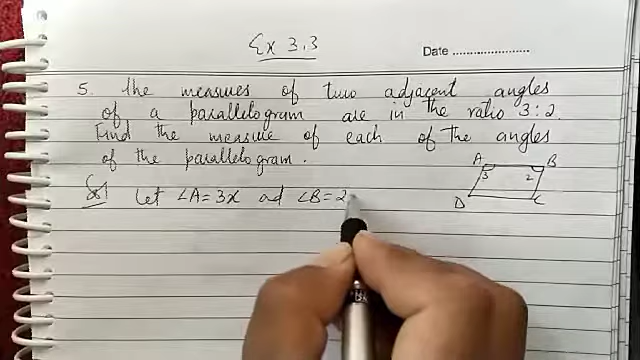 Ex 3.3
Date ........................
5. The measures of two adjacent angles
of a parallelogram are in the ratio 3:2.
Find the measure of each of the angles
of the parallelogram.
A B
3 2
D C
Sol Let ∠A = 3x ad ∠B = 2